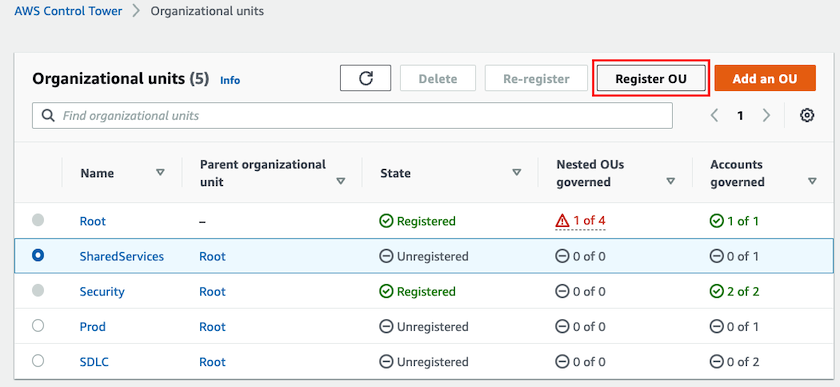 AWS Control Tower > Organizational units
Organizational units (5) Info
Delete Re-register Register OU Add an OU
Find organizational units
1
Name Parent organizational unit State Nested OUs governed Accounts governed
Root – Registered 1 of 4 1 of 1
SharedServices Root Unregistered 0 of 0 0 of 1
Security Root Registered 0 of 0 2 of 2
Prod Root Unregistered 0 of 0 0 of 1
SDLC Root Unregistered 0 of 0 0 of 2